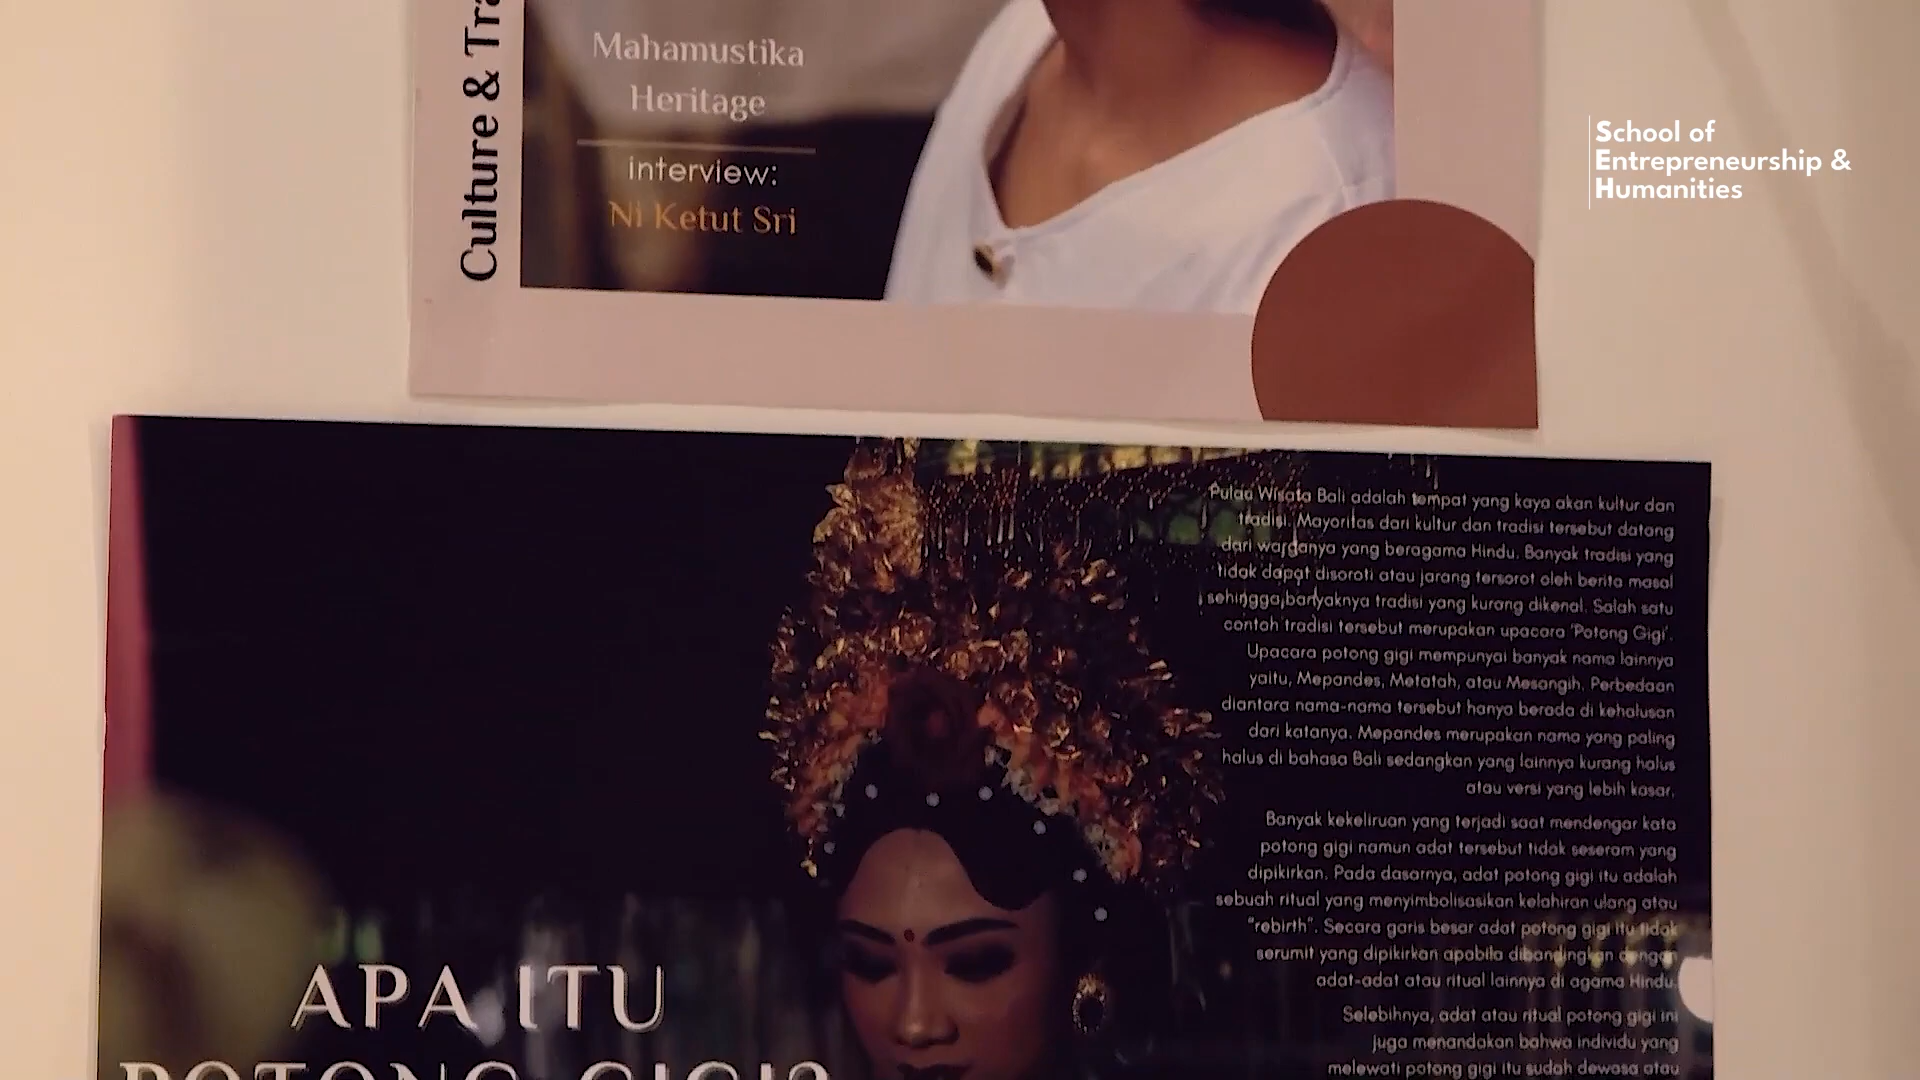 Culture & Tra
Mahamustika
Heritage
interview:
Ni Ketut Sri
School of
Entrepreneurship &
Humanities
Pulau Wisata Bali adalah tempat yang kaya akan kultur dan
tradisi. Mayoritas dari kultur dan tradisi tersebut datang
dari warganya yang beragama Hindu. Banyak tradisi yang
tidak dapat disoroti atau jarang tersorot oleh berita masal
sehingga banyaknya tradisi yang kurang dikenal. Salah satu
contoh tradisi tersebut merupakan upacara 'Potong Gigi'.
Upacara potong gigi mempunyai banyak nama lainnya
yaitu, Mepandes, Metatah, atau Mesangih. Perbedaan
diantara nama-nama tersebut hanya berada di kehalusan
dari katanya. Mepandes merupakan nama yang paling
halus di bahasa Bali sedangkan yang lainnya kurang halus
atau versi yang lebih kasar.
Banyak kekeliruan yang terjadi saat mendengar kata
potong gigi namun adat tersebut tidak seseram yang
dipikirkan. Pada dasarnya, adat potong gigi itu adalah
sebuah ritual yang menyimbolisasikan kelahiran ulang atau
"rebirth". Secara garis besar adat potong gigi itu tidak
serumit yang dipikirkan apabila dibandingkan dengan
adat-adat atau ritual lainnya di agama Hindu.
Selebihnya, adat atau ritual potong gigi ini
juga menandakan bahwa individu yang
melewati potong gigi itu sudah dewasa atau
APA ITU
POTONG GIGI?